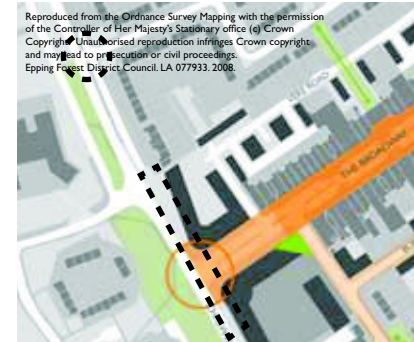 Reproduced from the Ordnance Survey Mapping with the permission
of the Controller of Her Majesty's Stationary office (c) Crown
Copyright. Unauthorised reproduction infringes Crown copyright
and may lead to prosecution or civil proceedings.
Epping Forest District Council. LA 077933. 2008.
THE BROADWAY